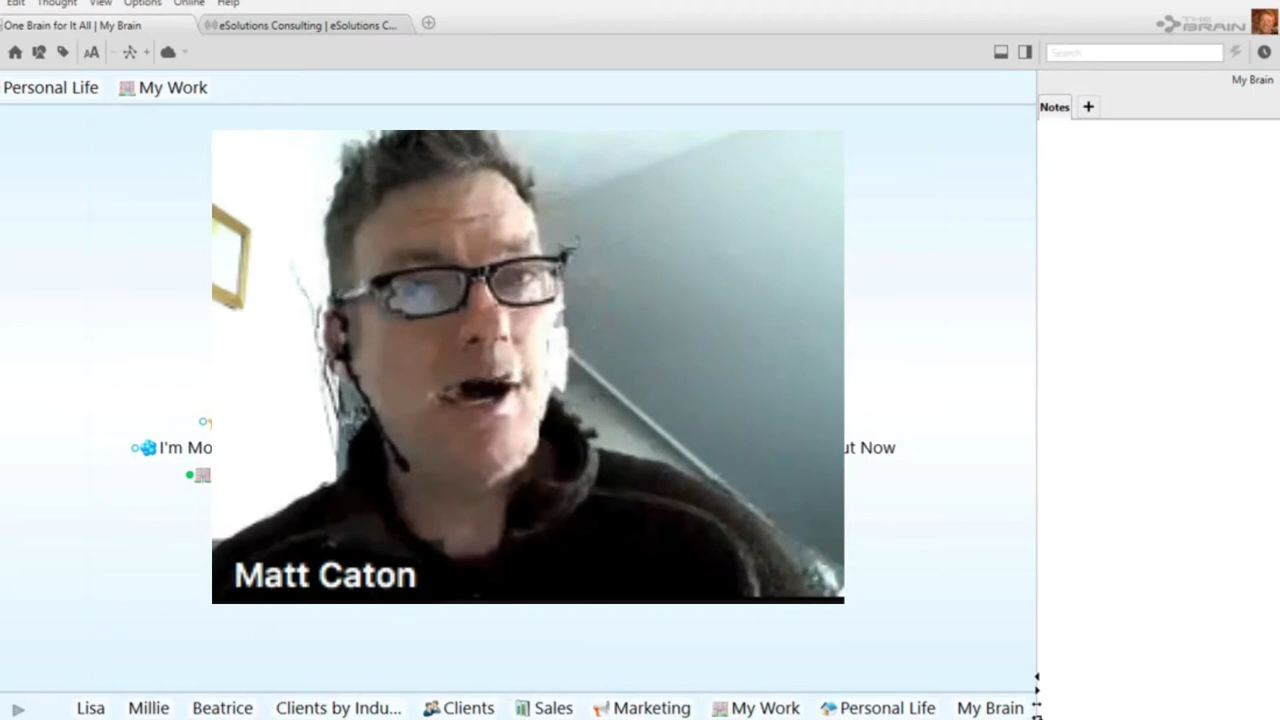 Edit Thought View Options Online Help
One Brain for It All | My Brain
eSolutions Consulting | eSolutions C...
THE BRAIN
AA
Search
Personal Life My Work
My Brain
Notes
I'm Mo
ut Now
Matt Caton
Lisa Millie Beatrice Clients by Indu... Clients Sales Marketing My Work Personal Life My Brain